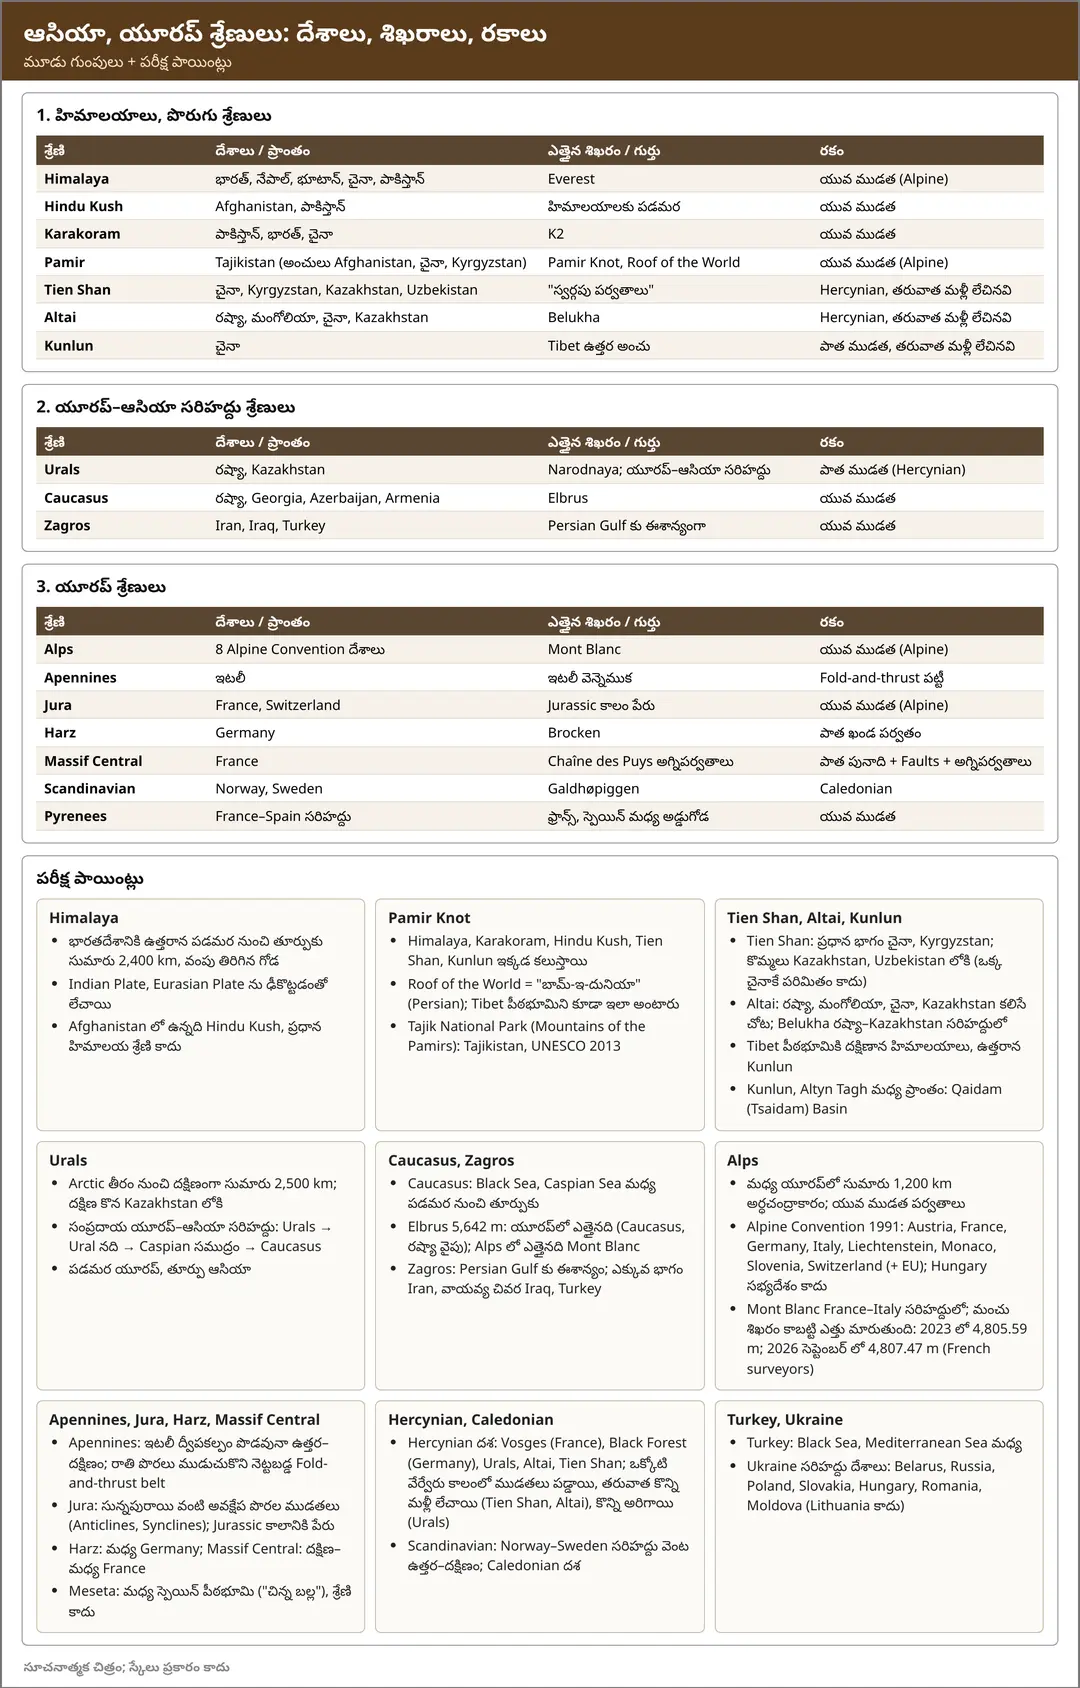 ఆసియా, యూరప్ శ్రేణులు: దేశాలు, శిఖరాలు, రకాలు
మూడు గుంపులు + పరీక్ష పాయింట్లు
1. హిమాలయాలు, పొరుగు శ్రేణులు
శ్రేణి దేశాలు / ప్రాంతం ఎత్తైన శిఖరం / గుర్తు రకం
Himalaya భారత్, నేపాల్, భూటాన్, చైనా, పాకిస్తాన్ Everest యువ ముడత (Alpine)
Hindu Kush Afghanistan, పాకిస్తాన్ హిమాలయాలకు పడమర యువ ముడత
Karakoram పాకిస్తాన్, భారత్, చైనా K2 యువ ముడత
Pamir Tajikistan (అంచులు Afghanistan, చైనా, Kyrgyzstan) Pamir Knot, Roof of the World యువ ముడత (Alpine)
Tien Shan చైనా, Kyrgyzstan, Kazakhstan, Uzbekistan "స్వర్గపు పర్వతాలు" Hercynian, తరువాత మళ్లీ లేచినవి
Altai రష్యా, మంగోలియా, చైనా, Kazakhstan Belukha Hercynian, తరువాత మళ్లీ లేచినవి
Kunlun చైనా Tibet ఉత్తర అంచు పాత ముడత, తరువాత మళ్లీ లేచినవి
2. యూరప్–ఆసియా సరిహద్దు శ్రేణులు
శ్రేణి దేశాలు / ప్రాంతం ఎత్తైన శిఖరం / గుర్తు రకం
Urals రష్యా, Kazakhstan Narodnaya; యూరప్–ఆసియా సరిహద్దు పాత ముడత (Hercynian)
Caucasus రష్యా, Georgia, Azerbaijan, Armenia Elbrus యువ ముడత
Zagros Iran, Iraq, Turkey Persian Gulf కు ఈశాన్యంగా యువ ముడత
3. యూరప్ శ్రేణులు
శ్రేణి దేశాలు / ప్రాంతం ఎత్తైన శిఖరం / గుర్తు రకం
Alps 8 Alpine Convention దేశాలు Mont Blanc యువ ముడత (Alpine)
Apennines ఇటలీ ఇటలీ వెన్నెముక Fold-and-thrust పట్టీ
Jura France, Switzerland Jurassic కాలం పేరు యువ ముడత (Alpine)
Harz Germany Brocken పాత ఖండ పర్వతం
Massif Central France Chaîne des Puys అగ్నిపర్వతాలు పాత పునాది + Faults + అగ్నిపర్వతాలు
Scandinavian Norway, Sweden Galdhøpiggen Caledonian
Pyrenees France–Spain సరిహద్దు ఫ్రాన్స్, స్పెయిన్ మధ్య అడ్డుగోడ యువ ముడత
పరీక్ష పాయింట్లు
Himalaya
• భారతదేశానికి ఉత్తరాన పడమర నుంచి తూర్పుకు
సుమారు 2,400 km, వంపు తిరిగిన గోడ
• Indian Plate, Eurasian Plate ను ఢీకొట్టడంతో
లేచాయి
• Afghanistan లో ఉన్నది Hindu Kush, ప్రధాన
హిమాలయ శ్రేణి కాదు
Pamir Knot
• Himalaya, Karakoram, Hindu Kush, Tien
Shan, Kunlun ఇక్కడ కలుస్తాయి
• Roof of the World = "బామ్-ఇ-దునియా"
(Persian); Tibet పీఠభూమిని కూడా ఇలా అంటారు
• Tajik National Park (Mountains of the
Pamirs): Tajikistan, UNESCO 2013
Tien Shan, Altai, Kunlun
• Tien Shan: ప్రధాన భాగం చైనా, Kyrgyzstan;
కొమ్మలు Kazakhstan, Uzbekistan లోకి (ఒక్క
చైనాకే పరిమితం కాదు)
• Altai: రష్యా, మంగోలియా, చైనా, Kazakhstan కలిసే
చోట; Belukha రష్యా–Kazakhstan సరిహద్దులో
• Tibet పీఠభూమికి దక్షిణాన హిమాలయాలు, ఉత్తరాన
Kunlun
• Kunlun, Altyn Tagh మధ్య ప్రాంతం: Qaidam
(Tsaidam) Basin
Urals
• Arctic తీరం నుంచి దక్షిణంగా సుమారు 2,500 km;
దక్షిణ కొన Kazakhstan లోకి
• సంప్రదాయ యూరప్–ఆసియా సరిహద్దు: Urals →
Ural నది → Caspian సముద్రం → Caucasus
• పడమర యూరప్, తూర్పు ఆసియా
Caucasus, Zagros
• Caucasus: Black Sea, Caspian Sea మధ్య
పడమర నుంచి తూర్పుకు
• Elbrus 5,642 m: యూరప్‌లో ఎత్తైనది (Caucasus,
రష్యా వైపు); Alps లో ఎత్తైనది Mont Blanc
• Zagros: Persian Gulf కు ఈశాన్యం; ఎక్కువ భాగం
Iran, వాయవ్య చివర Iraq, Turkey
Alps
• మధ్య యూరప్‌లో సుమారు 1,200 km
అర్ధచంద్రాకారం; యువ ముడత పర్వతాలు
• Alpine Convention 1991: Austria, France,
Germany, Italy, Liechtenstein, Monaco,
Slovenia, Switzerland (+ EU); Hungary
సభ్యదేశం కాదు
• Mont Blanc France–Italy సరిహద్దులో; మంచు
శిఖరం కాబట్టి ఎత్తు మారుతుంది: 2023 లో 4,805.59
m; 2026 సెప్టెంబర్ లో 4,807.47 m (French
surveyors)
Apennines, Jura, Harz, Massif Central
• Apennines: ఇటలీ ద్వీపకల్పం పొడవునా ఉత్తర–
దక్షిణం; రాతి పొరలు ముడుచుకొని నెట్టబడ్డ Fold-
and-thrust belt
• Jura: సున్నపురాయి వంటి అవక్షేప పొరల ముడతలు
(Anticlines, Synclines); Jurassic కాలానికి పేరు
• Harz: మధ్య Germany; Massif Central: దక్షిణ–
మధ్య France
• Meseta: మధ్య స్పెయిన్ పీఠభూమి ("చిన్న బల్ల"), శ్రేణి
కాదు
Hercynian, Caledonian
• Hercynian దశ: Vosges (France), Black Forest
(Germany), Urals, Altai, Tien Shan; ఒక్కోటి
వేర్వేరు కాలంలో ముడతలు పడ్డాయి, తరువాత కొన్ని
మళ్లీ లేచాయి (Tien Shan, Altai), కొన్ని అరిగాయి
(Urals)
• Scandinavian: Norway–Sweden సరిహద్దు వెంట
ఉత్తర–దక్షిణం; Caledonian దశ
Turkey, Ukraine
• Turkey: Black Sea, Mediterranean Sea మధ్య
• Ukraine సరిహద్దు దేశాలు: Belarus, Russia,
Poland, Slovakia, Hungary, Romania,
Moldova (Lithuania కాదు)
సూచనాత్మక చిత్రం; స్కేలు ప్రకారం కాదు